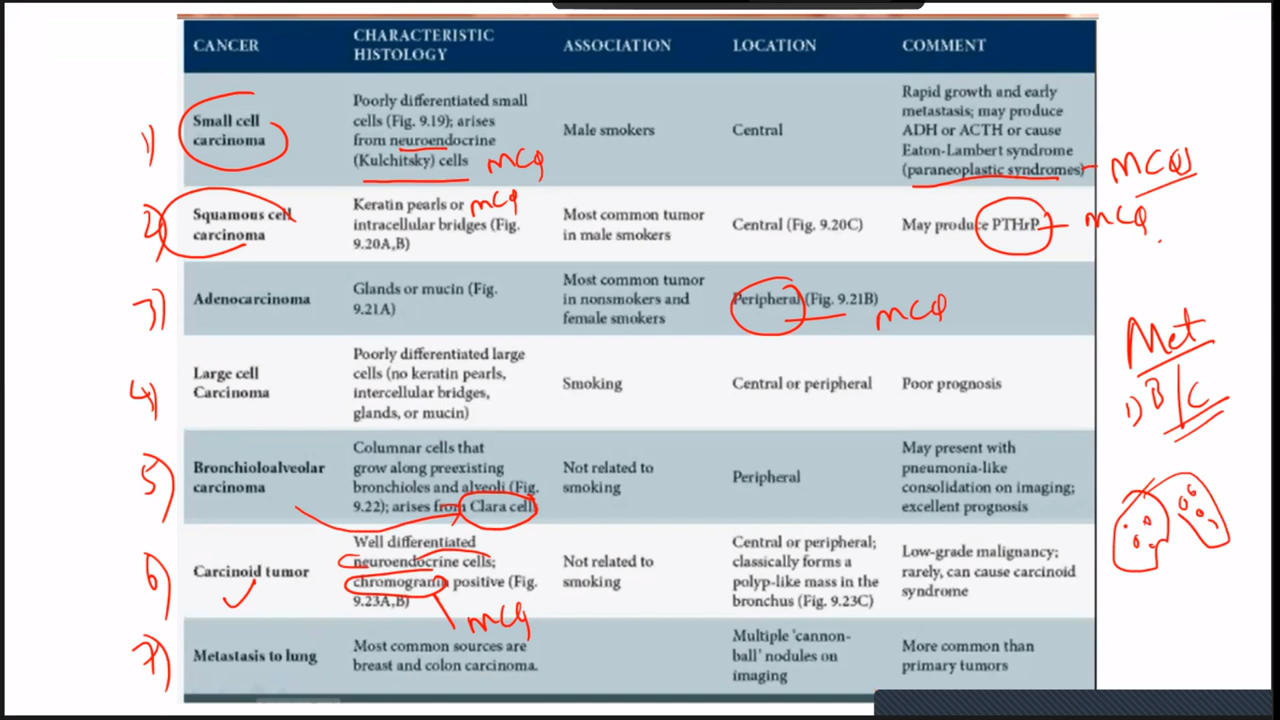 CANCER
CHARACTERISTIC
HISTOLOGY
ASSOCIATION
LOCATION
COMMENT
1)
Small cell
carcinoma
Poorly differentiated small
cells (Fig. 9.19); arises
from neuroendocrine
(Kulchitsky) cells
MCQ
Male smokers
Central
Rapid growth and early
metastasis; may produce
ADH or ACTH or cause
Eaton-Lambert syndrome
(paraneoplastic syndromes)
MCQs
2)
Squamous cell
carcinoma
Keratin pearls or
intracellular bridges (Fig.
9.20A,B)
MCQ
Most common tumor
in male smokers
Central (Fig. 9.20C)
May produce PTHrP
MCQ
3)
Adenocarcinoma
Glands or mucin (Fig.
9.21A)
Most common tumor
in nonsmokers and
female smokers
Peripheral (Fig. 9.21B)
MCQ
4)
Large cell
Carcinoma
Poorly differentiated large
cells (no keratin pearls,
intercellular bridges,
glands, or mucin)
Smoking
Central or peripheral
Poor prognosis
Met
1) B/C
5)
Bronchioloalveolar
carcinoma
Columnar cells that
grow along preexisting
bronchioles and alveoli (Fig.
9.22); arises from Clara cells
Not related to
smoking
Peripheral
May present with
pneumonia-like
consolidation on imaging;
excellent prognosis
6)
Carcinoid tumor
Well differentiated
neuroendocrine cells;
chromogranin positive (Fig.
9.23A,B)
MCQ
Not related to
smoking
Central or peripheral;
classically forms a
polyp-like mass in the
bronchus (Fig. 9.23C)
Low-grade malignancy;
rarely, can cause carcinoid
syndrome
7)
Metastasis to lung
Most common sources are
breast and colon carcinoma.
Multiple 'cannon-
ball' nodules on
imaging
More common than
primary tumors